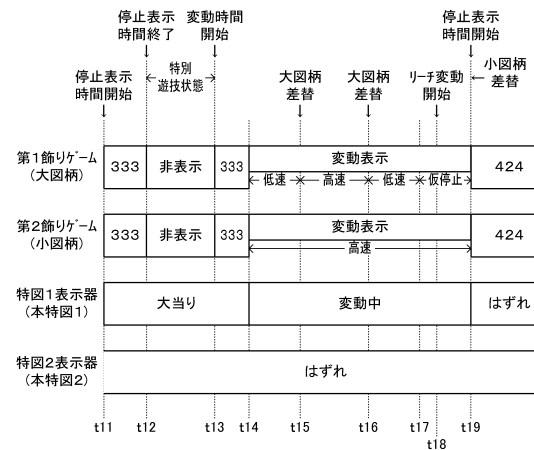 停止表示
時間終了
変動時間
開始
停止表示
時間開始
特別
遊技状態
停止表示
時間開始
大図柄
差替
大図柄
差替
リーチ変動
開始
小図柄
差替
第1飾りゲーム
(大図柄)
333
非表示
333
変動表示
低速
高速
低速
仮停止
424
第2飾りゲーム
(小図柄)
333
非表示
333
変動表示
高速
424
特図1表示器
(本特図1)
大当り
変動中
はずれ
特図2表示器
(本特図2)
はずれ
t11
t12
t13
t14
t15
t16
t17
t18
t19